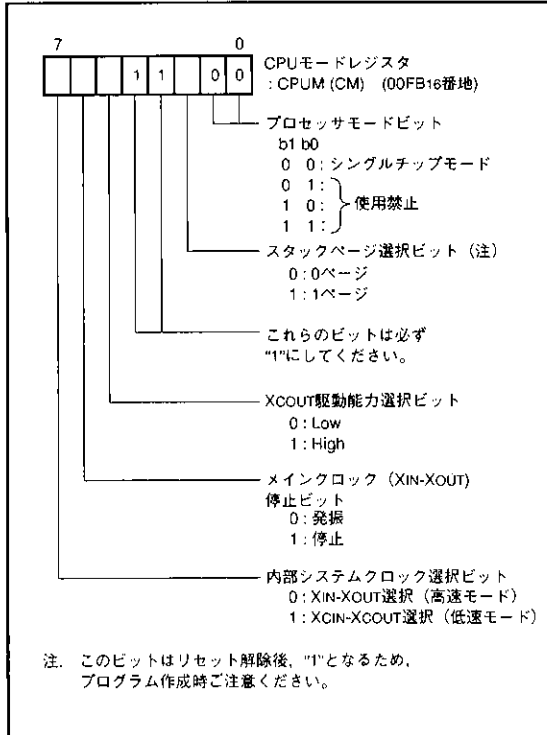 7 0
1 1 0 0
CPUモードレジスタ
: CPUM (CM) (00FB16番地)
プロセッサモードビット
b1 b0
0 0 : シングルチップモード
0 1 :
1 0 : 使用禁止
1 1 :
スタックページ選択ビット（注）
0 : 0ページ
1 : 1ページ
これらのビットは必ず
"1"にしてください。
XCOUT駆動能力選択ビット
0 : Low
1 : High
メインクロック（XIN-XOUT）
停止ビット
0 : 発振
1 : 停止
内部システムクロック選択ビット
0 : XIN-XOUT選択（高速モード）
1 : XCIN-XCOUT選択（低速モード）
注. このビットはリセット解除後，"1"となるため，
プログラム作成時ご注意ください。